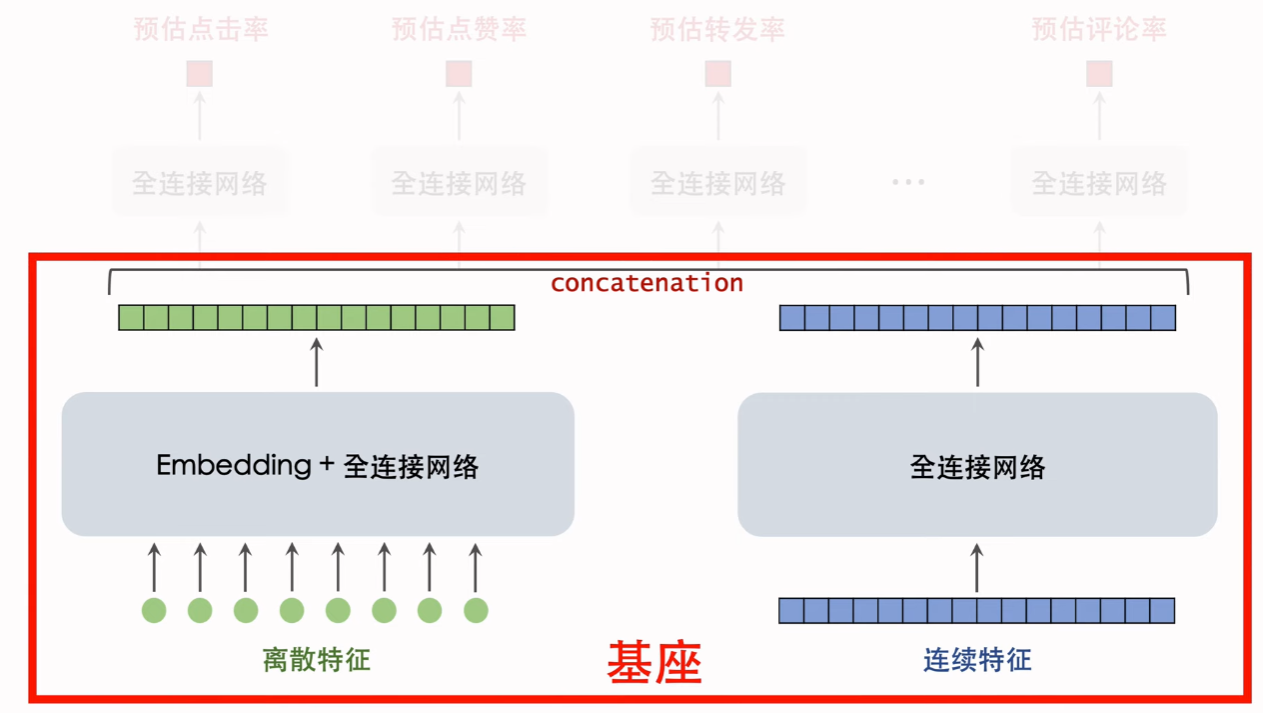 预估点击率 预估点赞率 预估转发率 预估评论率
全连接网络 全连接网络 全连接网络 ... 全连接网络
concatenation
Embedding + 全连接网络 全连接网络
离散特征 基座 连续特征